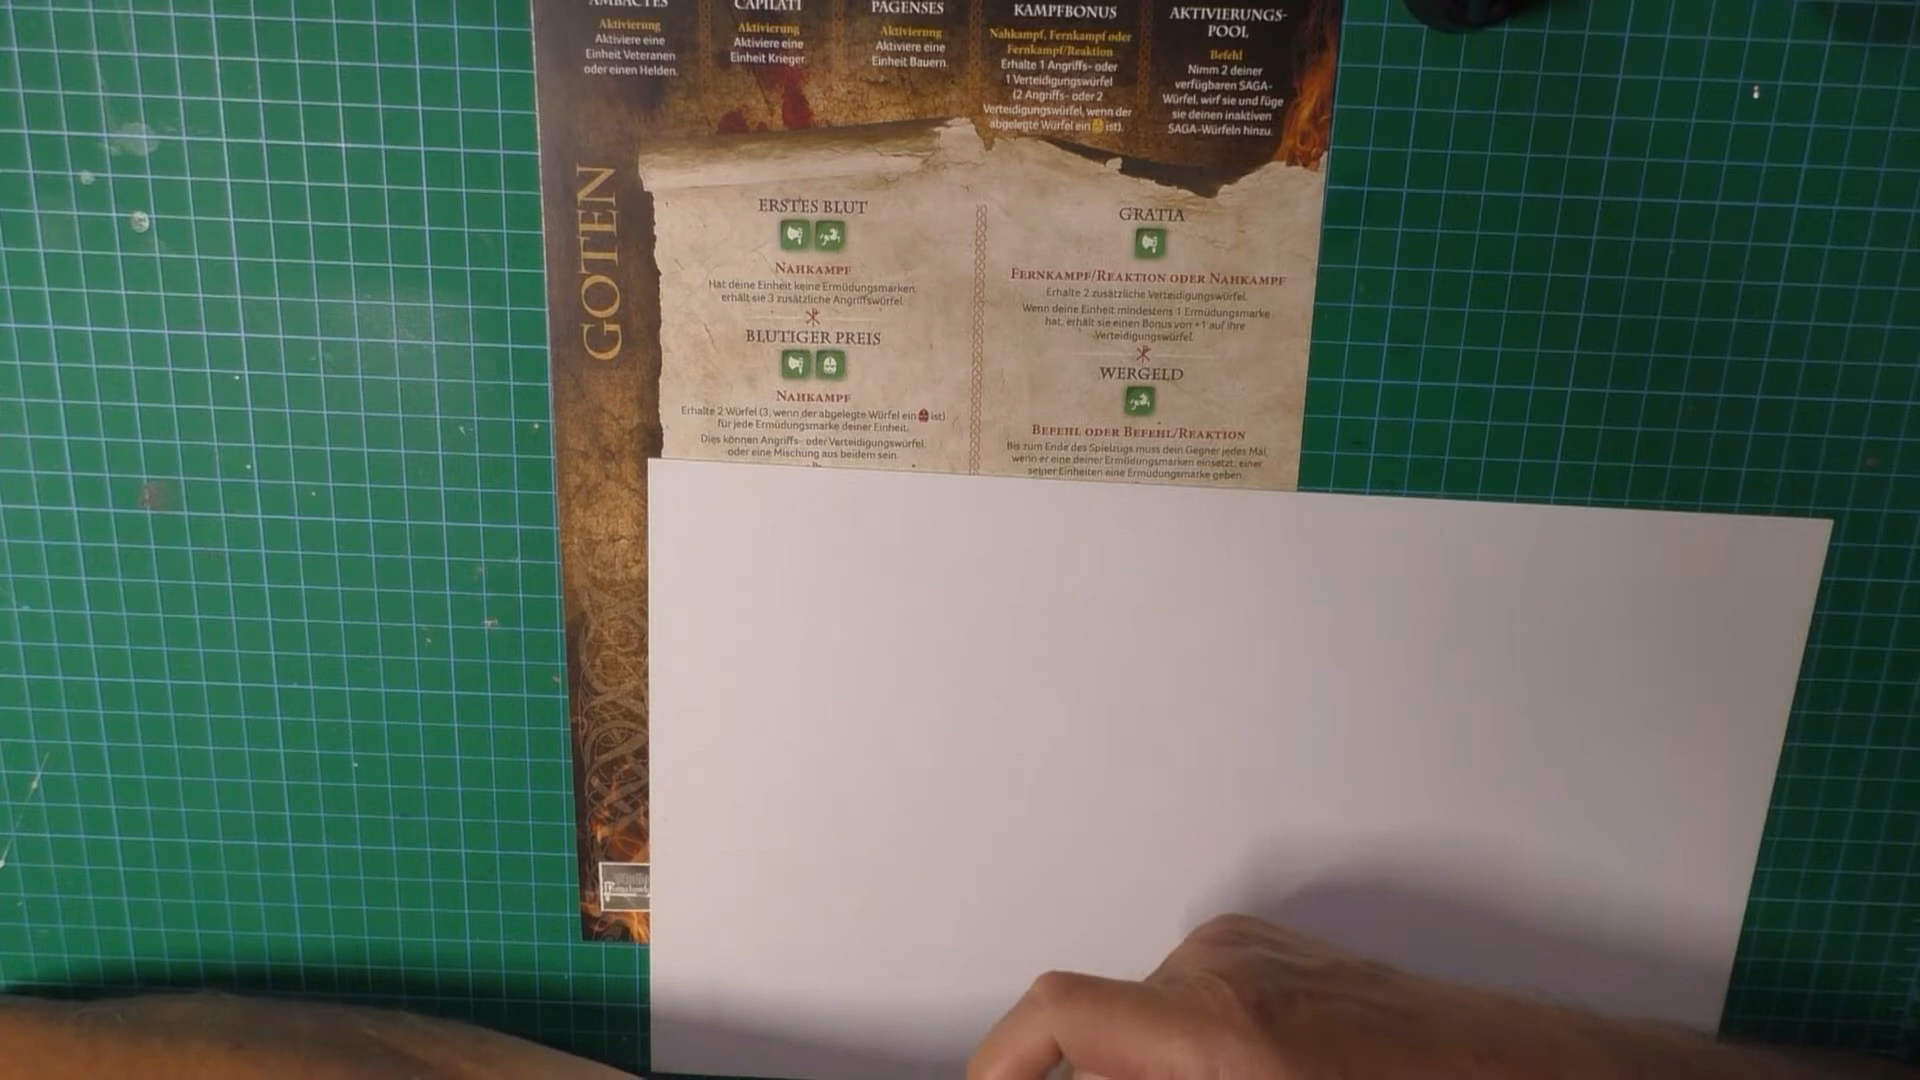 AMBACTES
Aktivierung
Aktiviere eine
Einheit Veteranen
oder einen Helden.
CAPILATI
Aktivierung
Aktiviere eine
Einheit Krieger.
PAGENSES
Aktivierung
Aktiviere eine
Einheit Bauern.
KAMPFBONUS
Nahkampf, Fernkampf oder
Fernkampf/Reaktion
Erhalte 1 Angriffs- oder
1 Verteidigungswürfel
(2 Angriffs- oder 2
Verteidigungswürfel, wenn der
abgelegte Würfel ein ist).
AKTIVIERUNGS-
POOL
Befehl
Nimm 2 deiner
verfügbaren SAGA-
Würfel, wirf sie und füge
sie deinen inaktiven
SAGA-Würfeln hinzu.
GOTEN
ERSTES BLUT
NAHKAMPF
Hat deine Einheit keine Ermüdungsmarken,
erhält sie 3 zusätzliche Angriffswürfel.
BLUTIGER PREIS
NAHKAMPF
Erhalte 2 Würfel (3, wenn der abgelegte Würfel ein ist)
für jede Ermüdungsmarke deiner Einheit.
Dies können Angriffs- oder Verteidigungswürfel
oder eine Mischung aus beidem sein.
GRATIA
FERNKAMPF/REAKTION ODER NAHKAMPF
Erhalte 2 zusätzliche Verteidigungswürfel.
Wenn deine Einheit mindestens 1 Ermüdungsmarke
hat, erhält sie einen Bonus von +1 auf ihre
Verteidigungswürfel.
WERGELD
BEFEHL ODER BEFEHL/REAKTION
Bis zum Ende des Spielzugs muss dein Gegner jedes Mal,
wenn er eine deiner Ermüdungsmarken einsetzt, einer
seiner Einheiten eine Ermüdungsmarke geben.